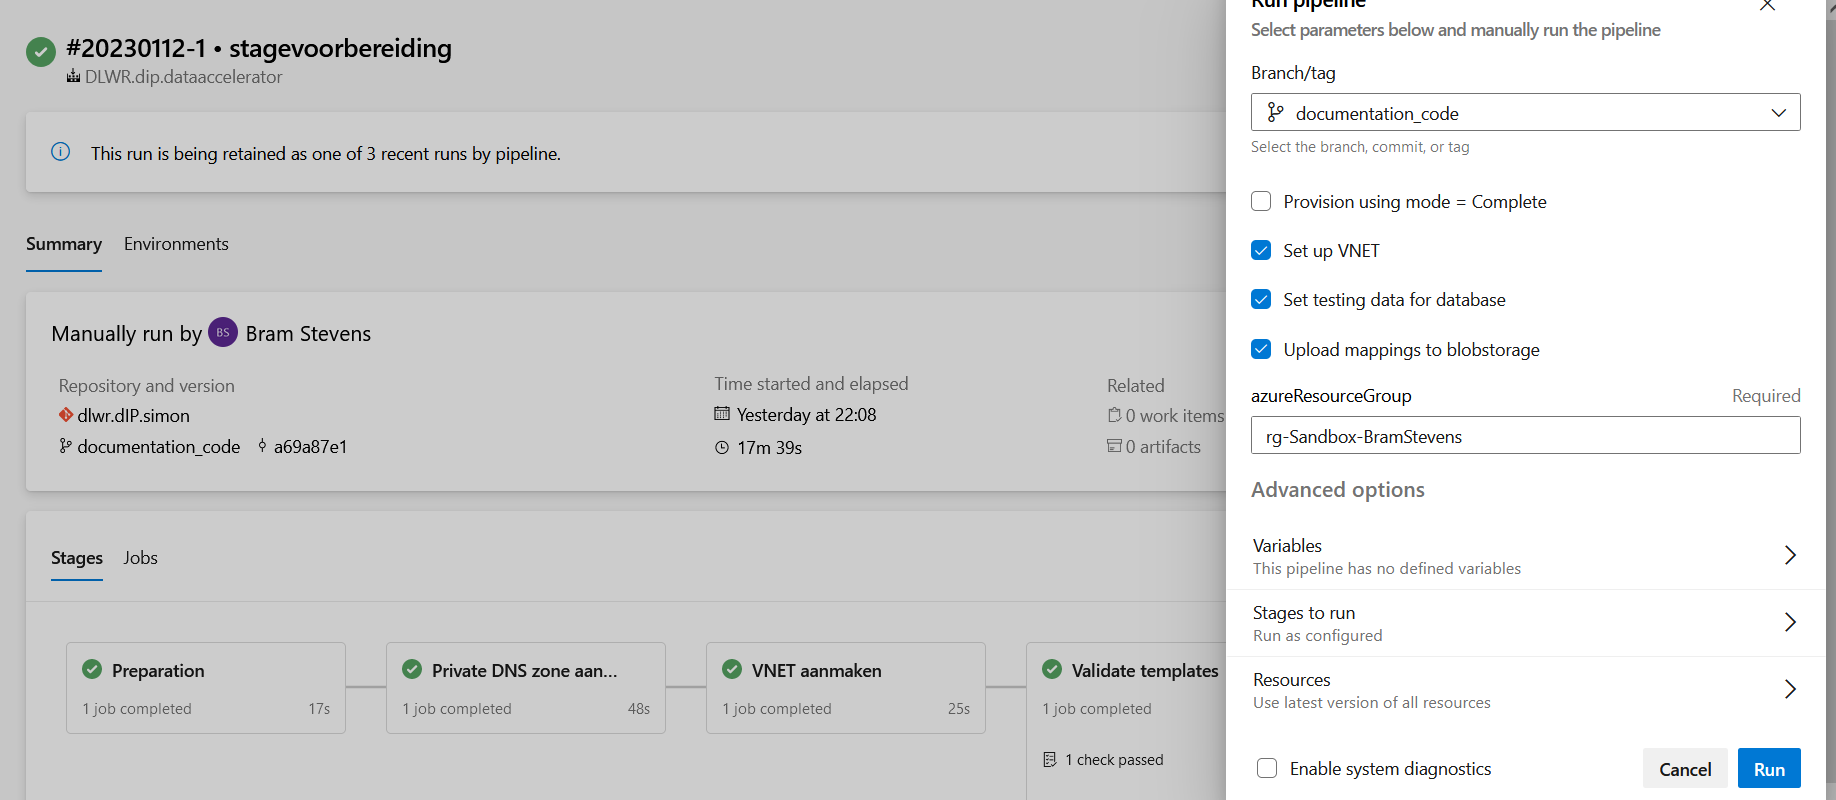 #20230112-1 • stagevoorbereiding
DLWR.dip.dataaccelerator
This run is being retained as one of 3 recent runs by pipeline.
Summary Environments
Manually run by BS Bram Stevens
Repository and version
dlwr.dIP.simon
documentation_code a69a87e1
Time started and elapsed
Yesterday at 22:08
17m 39s
Related
0 work items
0 artifacts
Stages Jobs
Preparation
1 job completed 17s
Private DNS zone aan...
1 job completed 48s
VNET aanmaken
1 job completed 25s
Validate templates
1 job completed
1 check passed
Run pipeline
Select parameters below and manually run the pipeline
Branch/tag
documentation_code
Select the branch, commit, or tag
Provision using mode = Complete
Set up VNET
Set testing data for database
Upload mappings to blobstorage
azureResourceGroup Required
rg-Sandbox-BramStevens
Advanced options
Variables
This pipeline has no defined variables
Stages to run
Run as configured
Resources
Use latest version of all resources
Enable system diagnostics
Cancel Run